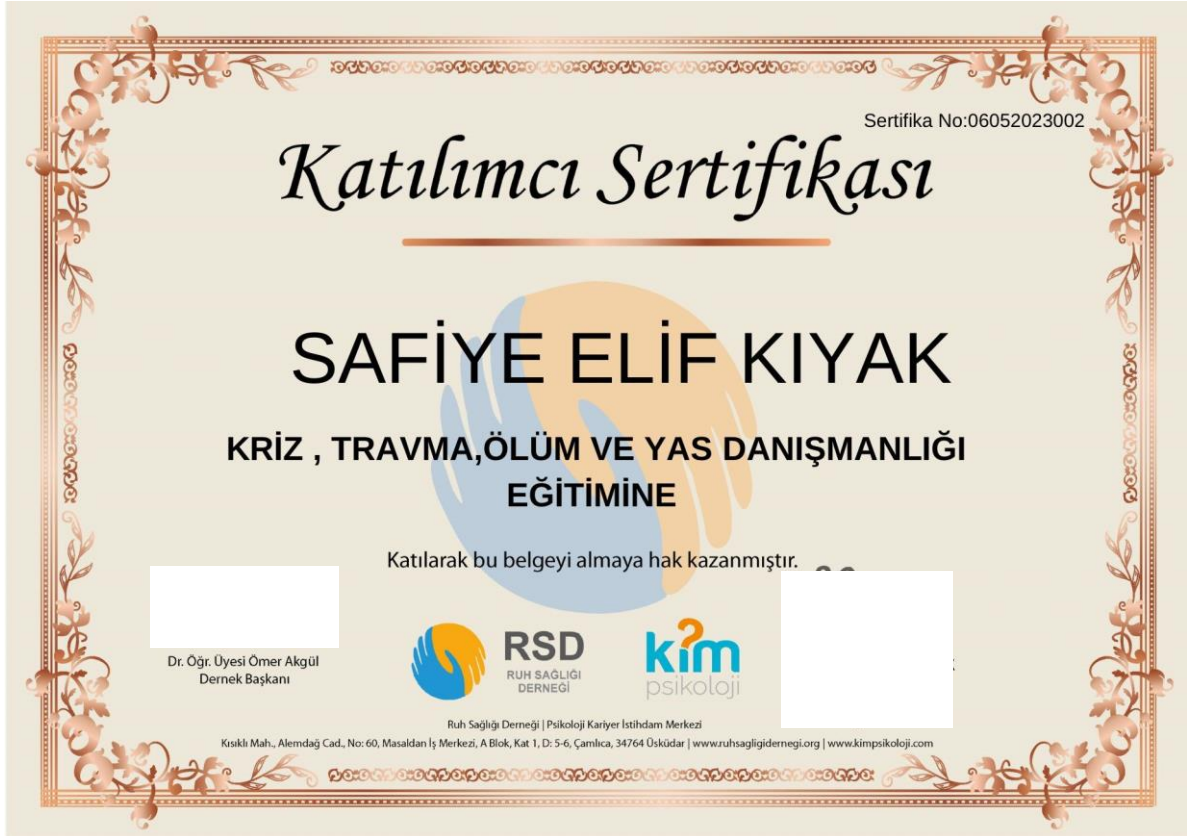 Sertifika No:06052023002
Katılımcı Sertifikası
SAFİYE ELİF KIYAK
KRİZ , TRAVMA,ÖLÜM VE YAS DANIŞMANLIĞI
EĞİTİMİNE
Katılarak bu belgeyi almaya hak kazanmıştır.
Dr. Öğr. Üyesi Ömer Akgül
Dernek Başkanı
RSD
RUH SAĞLIĞI
DERNEĞİ
kim
psikoloji
Ruh Sağlığı Derneği | Psikoloji Kariyer İstihdam Merkezi
Kısıklı Mah., Alemdağ Cad., No: 60, Masaldan İş Merkezi, A Blok, Kat 1, D: 5-6, Çamlıca, 34764 Üsküdar | www.ruhsagligidernegi.org | www.kimpsikoloji.com